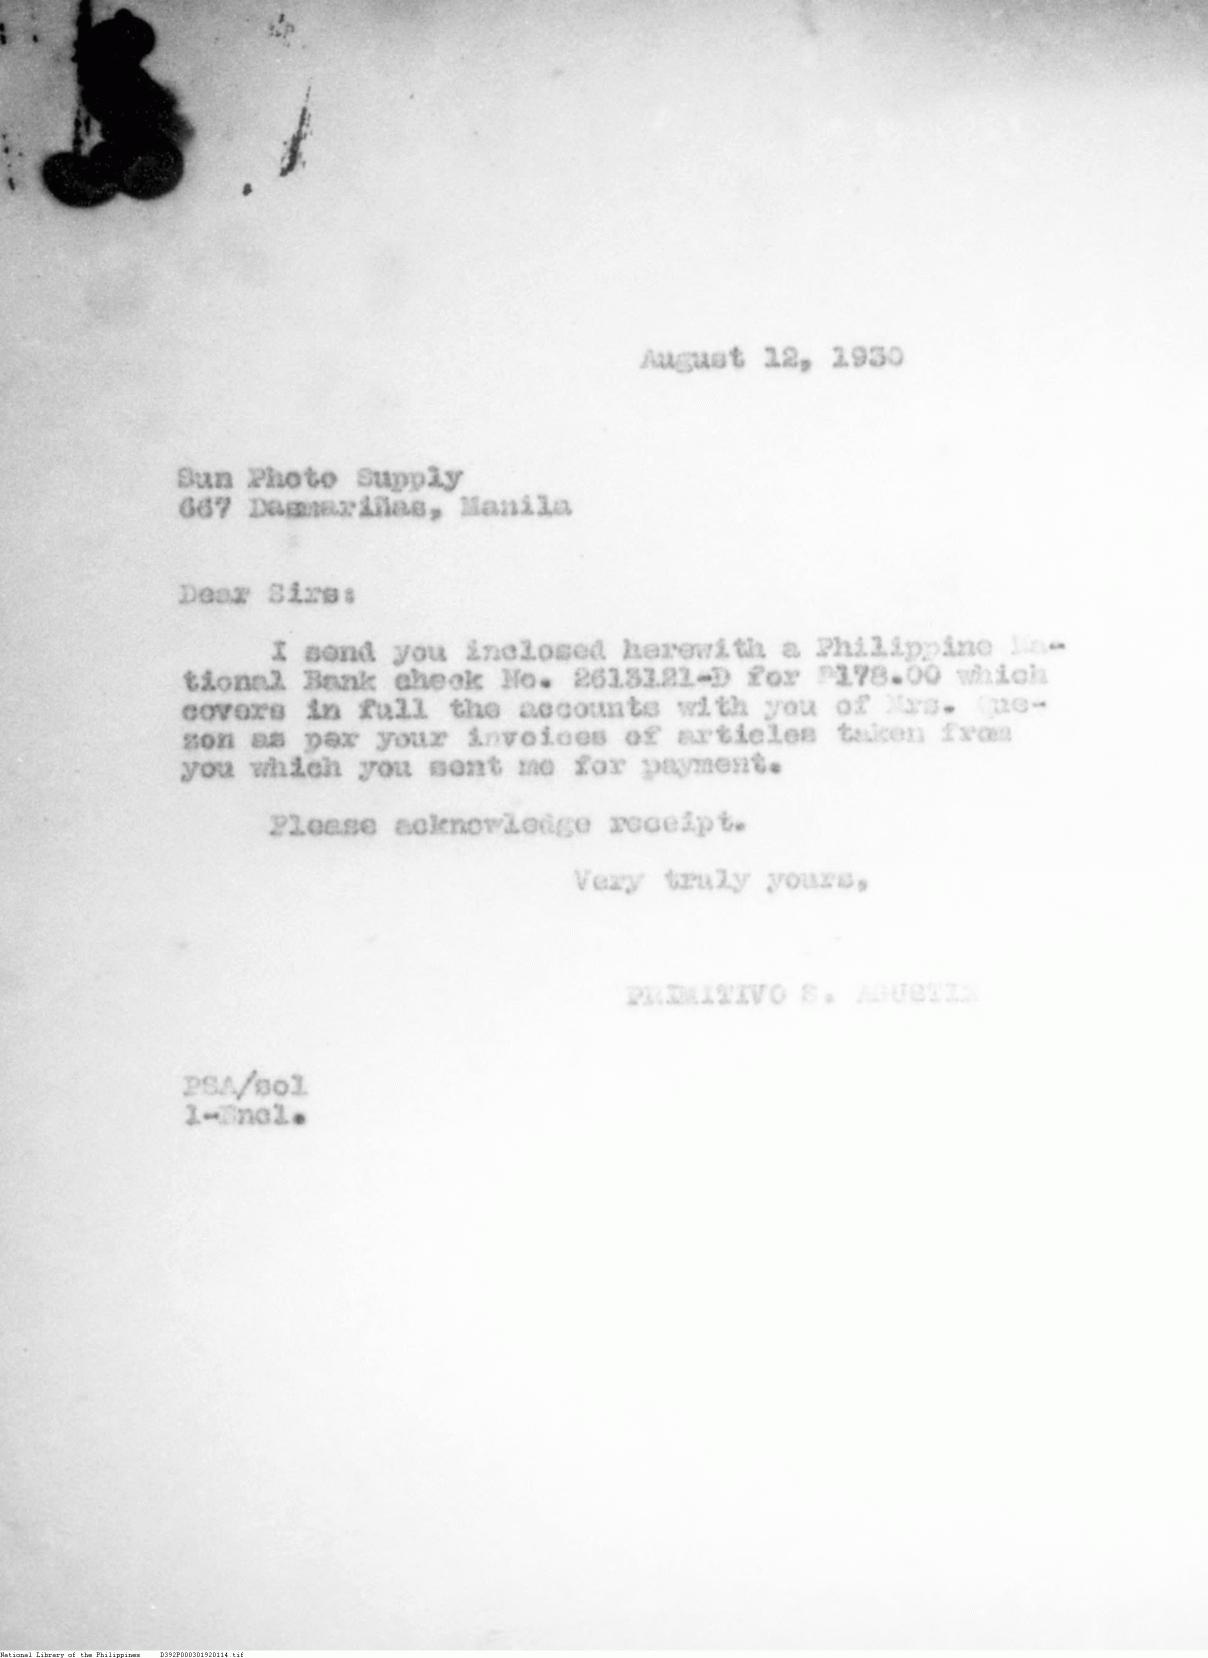 August 12, 1930
Sun Photo Supply
667 Dasmariñas, Manila
Dear Sirs:
I send you inclosed herewith a Philippine Na-
tional Bank check No. 2613121-D for ₱178.00 which
covers in full the accounts with you of Mrs. Que-
zon as per your invoices of articles taken from
you which you sent me for payment.
Please acknowledge receipt.
Very truly yours,
PRIMITIVO S. AGUSTIN
PSA/sol
1-Encl.
National Library of the Philippines D392P000301920114.tif